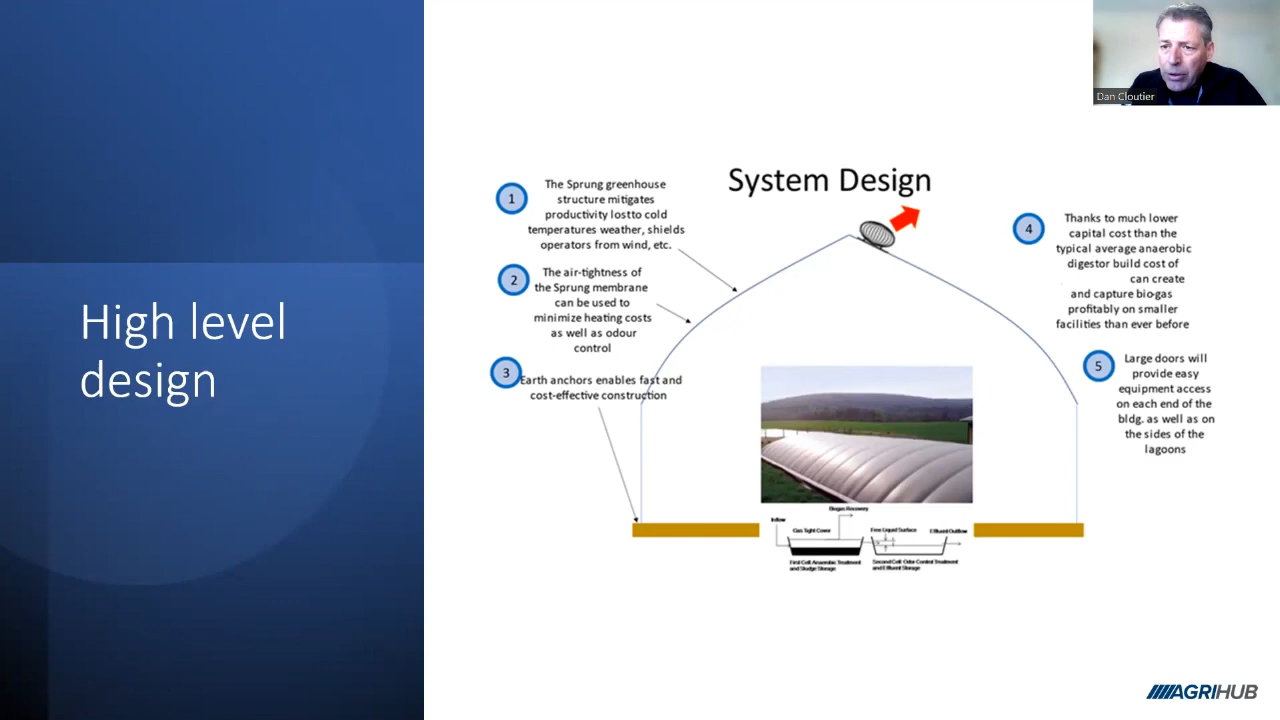 Dan Cloutier
High level
design
System Design
1
The Sprung greenhouse
structure mitigates
productivity lostto cold
temperatures weather, shields
operators from wind, etc.
2
The air-tightness of
the Sprung membrane
can be used to
minimize heating costs
as well as odour
control
3
Earth anchors enables fast and
cost-effective construction
4
Thanks to much lower
capital cost than the
typical average anaerobic
digestor build cost of
can create
and capture bio-gas
profitably on smaller
facilities than ever before
5
Large doors will
provide easy
equipment access
on each end of the
bldg. as well as on
the sides of the
lagoons
Biogas Recovery
Inflow
Gas Tight Cover
Free Liquid Surface
Effluent Outflow
First Cell: Anaerobic Treatment
and Sludge Storage
Second Cell: Odor Control Treatment
and Effluent Storage
AGRIHUB